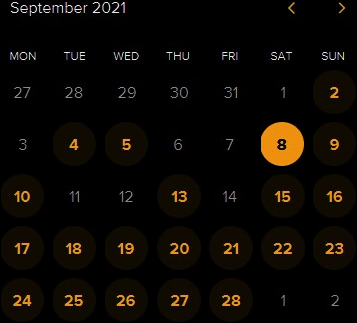 September 2021 < >
MON TUE WED THU FRI SAT SUN
27 28 29 30 31 1 2
3 4 5 6 7 8 9
10 11 12 13 14 15 16
17 18 19 20 21 22 23
24 25 26 27 28 1 2